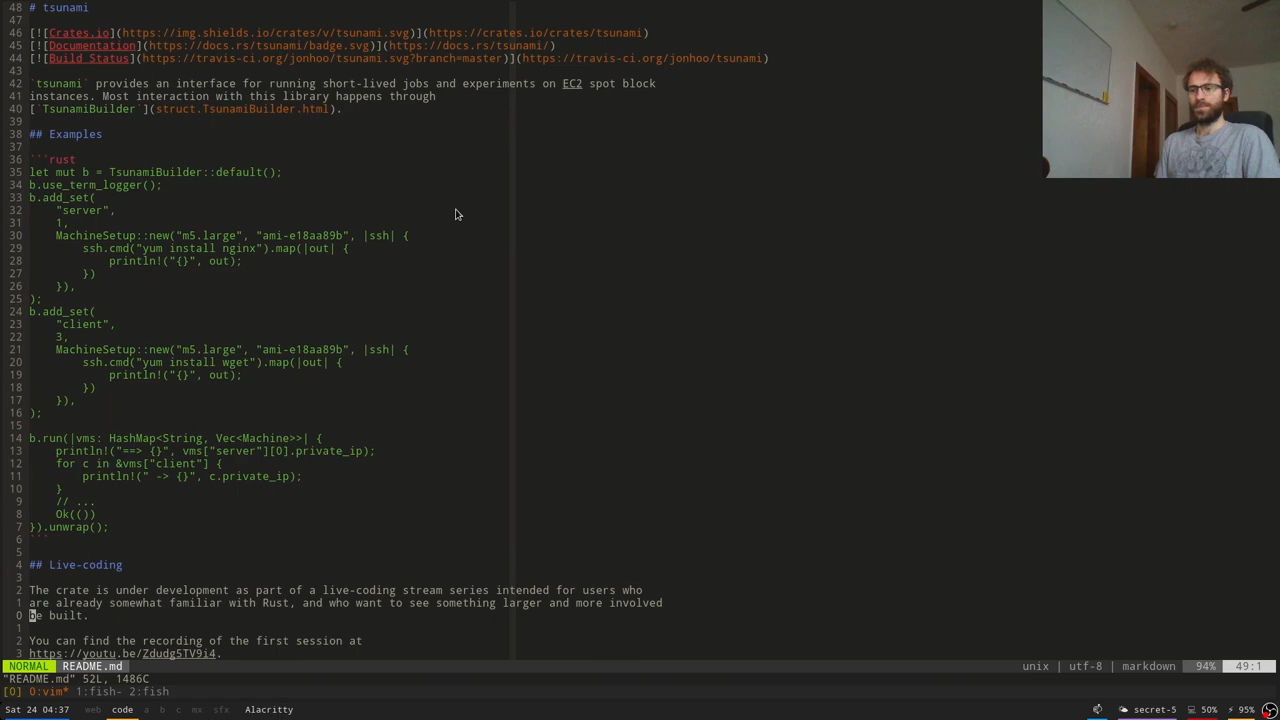 48 # tsunami
47
46 [![Crates.io](https://img.shields.io/crates/v/tsunami.svg)](https://crates.io/crates/tsunami)
45 [![Documentation](https://docs.rs/tsunami/badge.svg)](https://docs.rs/tsunami/)
44 [![Build Status](https://travis-ci.org/jonhoo/tsunami.svg?branch=master)](https://travis-ci.org/jonhoo/tsunami)
43
42 `tsunami` provides an interface for running short-lived jobs and experiments on EC2 spot block
41 instances. Most interaction with this library happens through
40 [`TsunamiBuilder`](struct.TsunamiBuilder.html).
39
38 ## Examples
37
36 ```rust
35 let mut b = TsunamiBuilder::default();
34 b.use_term_logger();
33 b.add_set(
32     "server",
31     1,
30     MachineSetup::new("m5.large", "ami-e18aa89b", |ssh| {
29         ssh.cmd("yum install nginx").map(|out| {
28             println!("{}", out);
27         })
26     }),
25 );
24 b.add_set(
23     "client",
22     3,
21     MachineSetup::new("m5.large", "ami-e18aa89b", |ssh| {
20         ssh.cmd("yum install wget").map(|out| {
19             println!("{}", out);
18         })
17     }),
16 );
15
14 b.run(|vms: HashMap<String, Vec<Machine>>| {
13     println!("==> {}", vms["server"][0].private_ip);
12     for c in &vms["client"] {
11         println!(" -> {}", c.private_ip);
10     }
9     // ...
8     Ok(())
7 }).unwrap();
6 ```
5
4 ## Live-coding
3
2 The crate is under development as part of a live-coding stream series intended for users who
1 are already somewhat familiar with Rust, and who want to see something larger and more involved
0 be built.
1
2 You can find the recording of the first session at
3 https://youtu.be/Zdudg5TV9i4.
NORMAL README.md unix | utf-8 | markdown 94% 49:1
"README.md" 52L, 1486C
[0] 0:vim* 1:fish- 2:fish
Sat 24 04:37 web code a b c mx sfx Alacritty secret-5 50% 95%